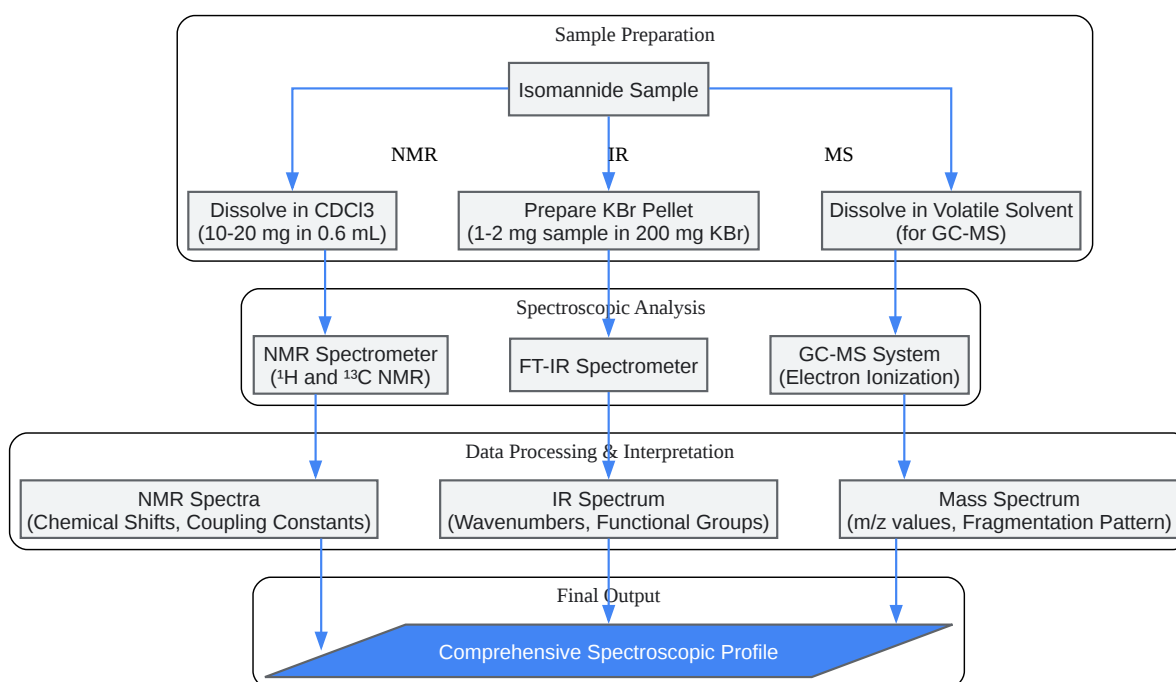 Sample Preparation
Isomannide Sample
NMR
IR
MS
Dissolve in CDCl3
(10-20 mg in 0.6 mL)
Prepare KBr Pellet
(1-2 mg sample in 200 mg KBr)
Dissolve in Volatile Solvent
(for GC-MS)
Spectroscopic Analysis
NMR Spectrometer
(¹H and ¹³C NMR)
FT-IR Spectrometer
GC-MS System
(Electron Ionization)
Data Processing & Interpretation
NMR Spectra
(Chemical Shifts, Coupling Constants)
IR Spectrum
(Wavenumbers, Functional Groups)
Mass Spectrum
(m/z values, Fragmentation Pattern)
Final Output
Comprehensive Spectroscopic Profile